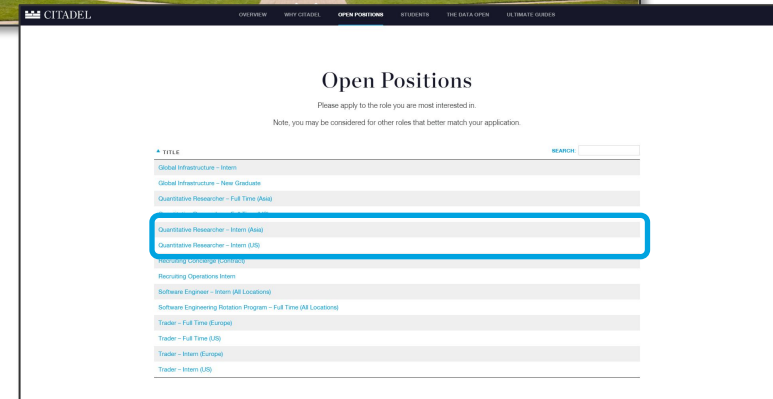 CITADEL
OVERVIEW WHY CITADEL OPEN POSITIONS STUDENTS THE DATA OPEN ULTIMATE GUIDES
Open Positions
Please apply to the role you are most interested in.
Note, you may be considered for other roles that better match your application.
TITLE SEARCH:
Global Infrastructure – Intern
Global Infrastructure – New Graduate
Quantitative Researcher – Full Time (Asia)
Quantitative Researcher – Intern (Asia)
Quantitative Researcher – Intern (US)
Recruiting Concierge (Contract)
Recruiting Operations Intern
Software Engineer – Intern (All Locations)
Software Engineering Rotation Program – Full Time (All Locations)
Trader – Full Time (Europe)
Trader – Full Time (US)
Trader – Intern (Europe)
Trader – Intern (US)